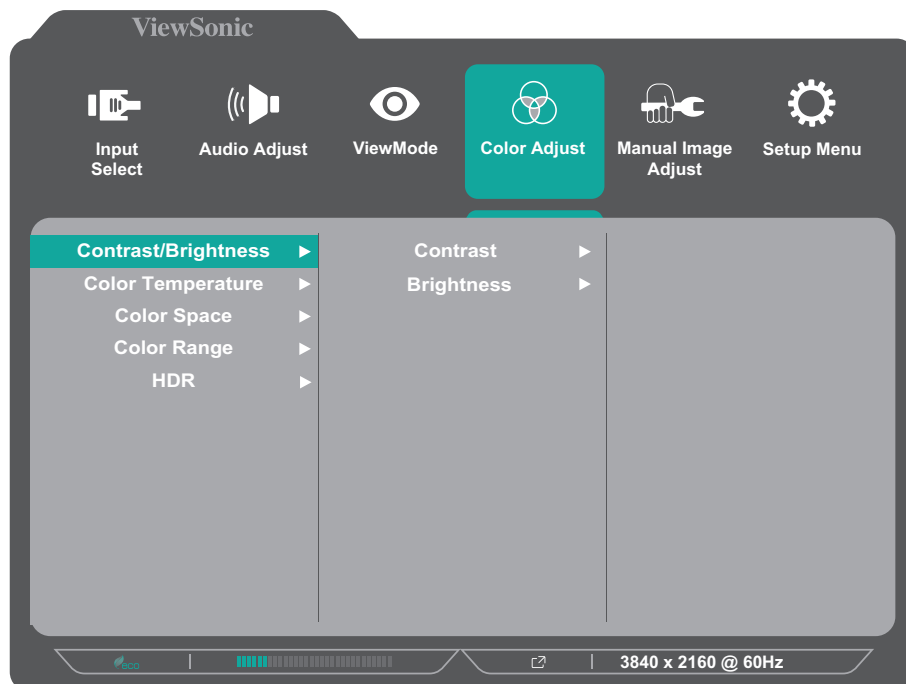 ViewSonic
Input
Select
Audio Adjust
ViewMode
Color Adjust
Manual Image
Adjust
Setup Menu
Contrast/Brightness
Color Temperature
Color Space
Color Range
HDR
Contrast
Brightness
eco
3840 x 2160 @ 60Hz